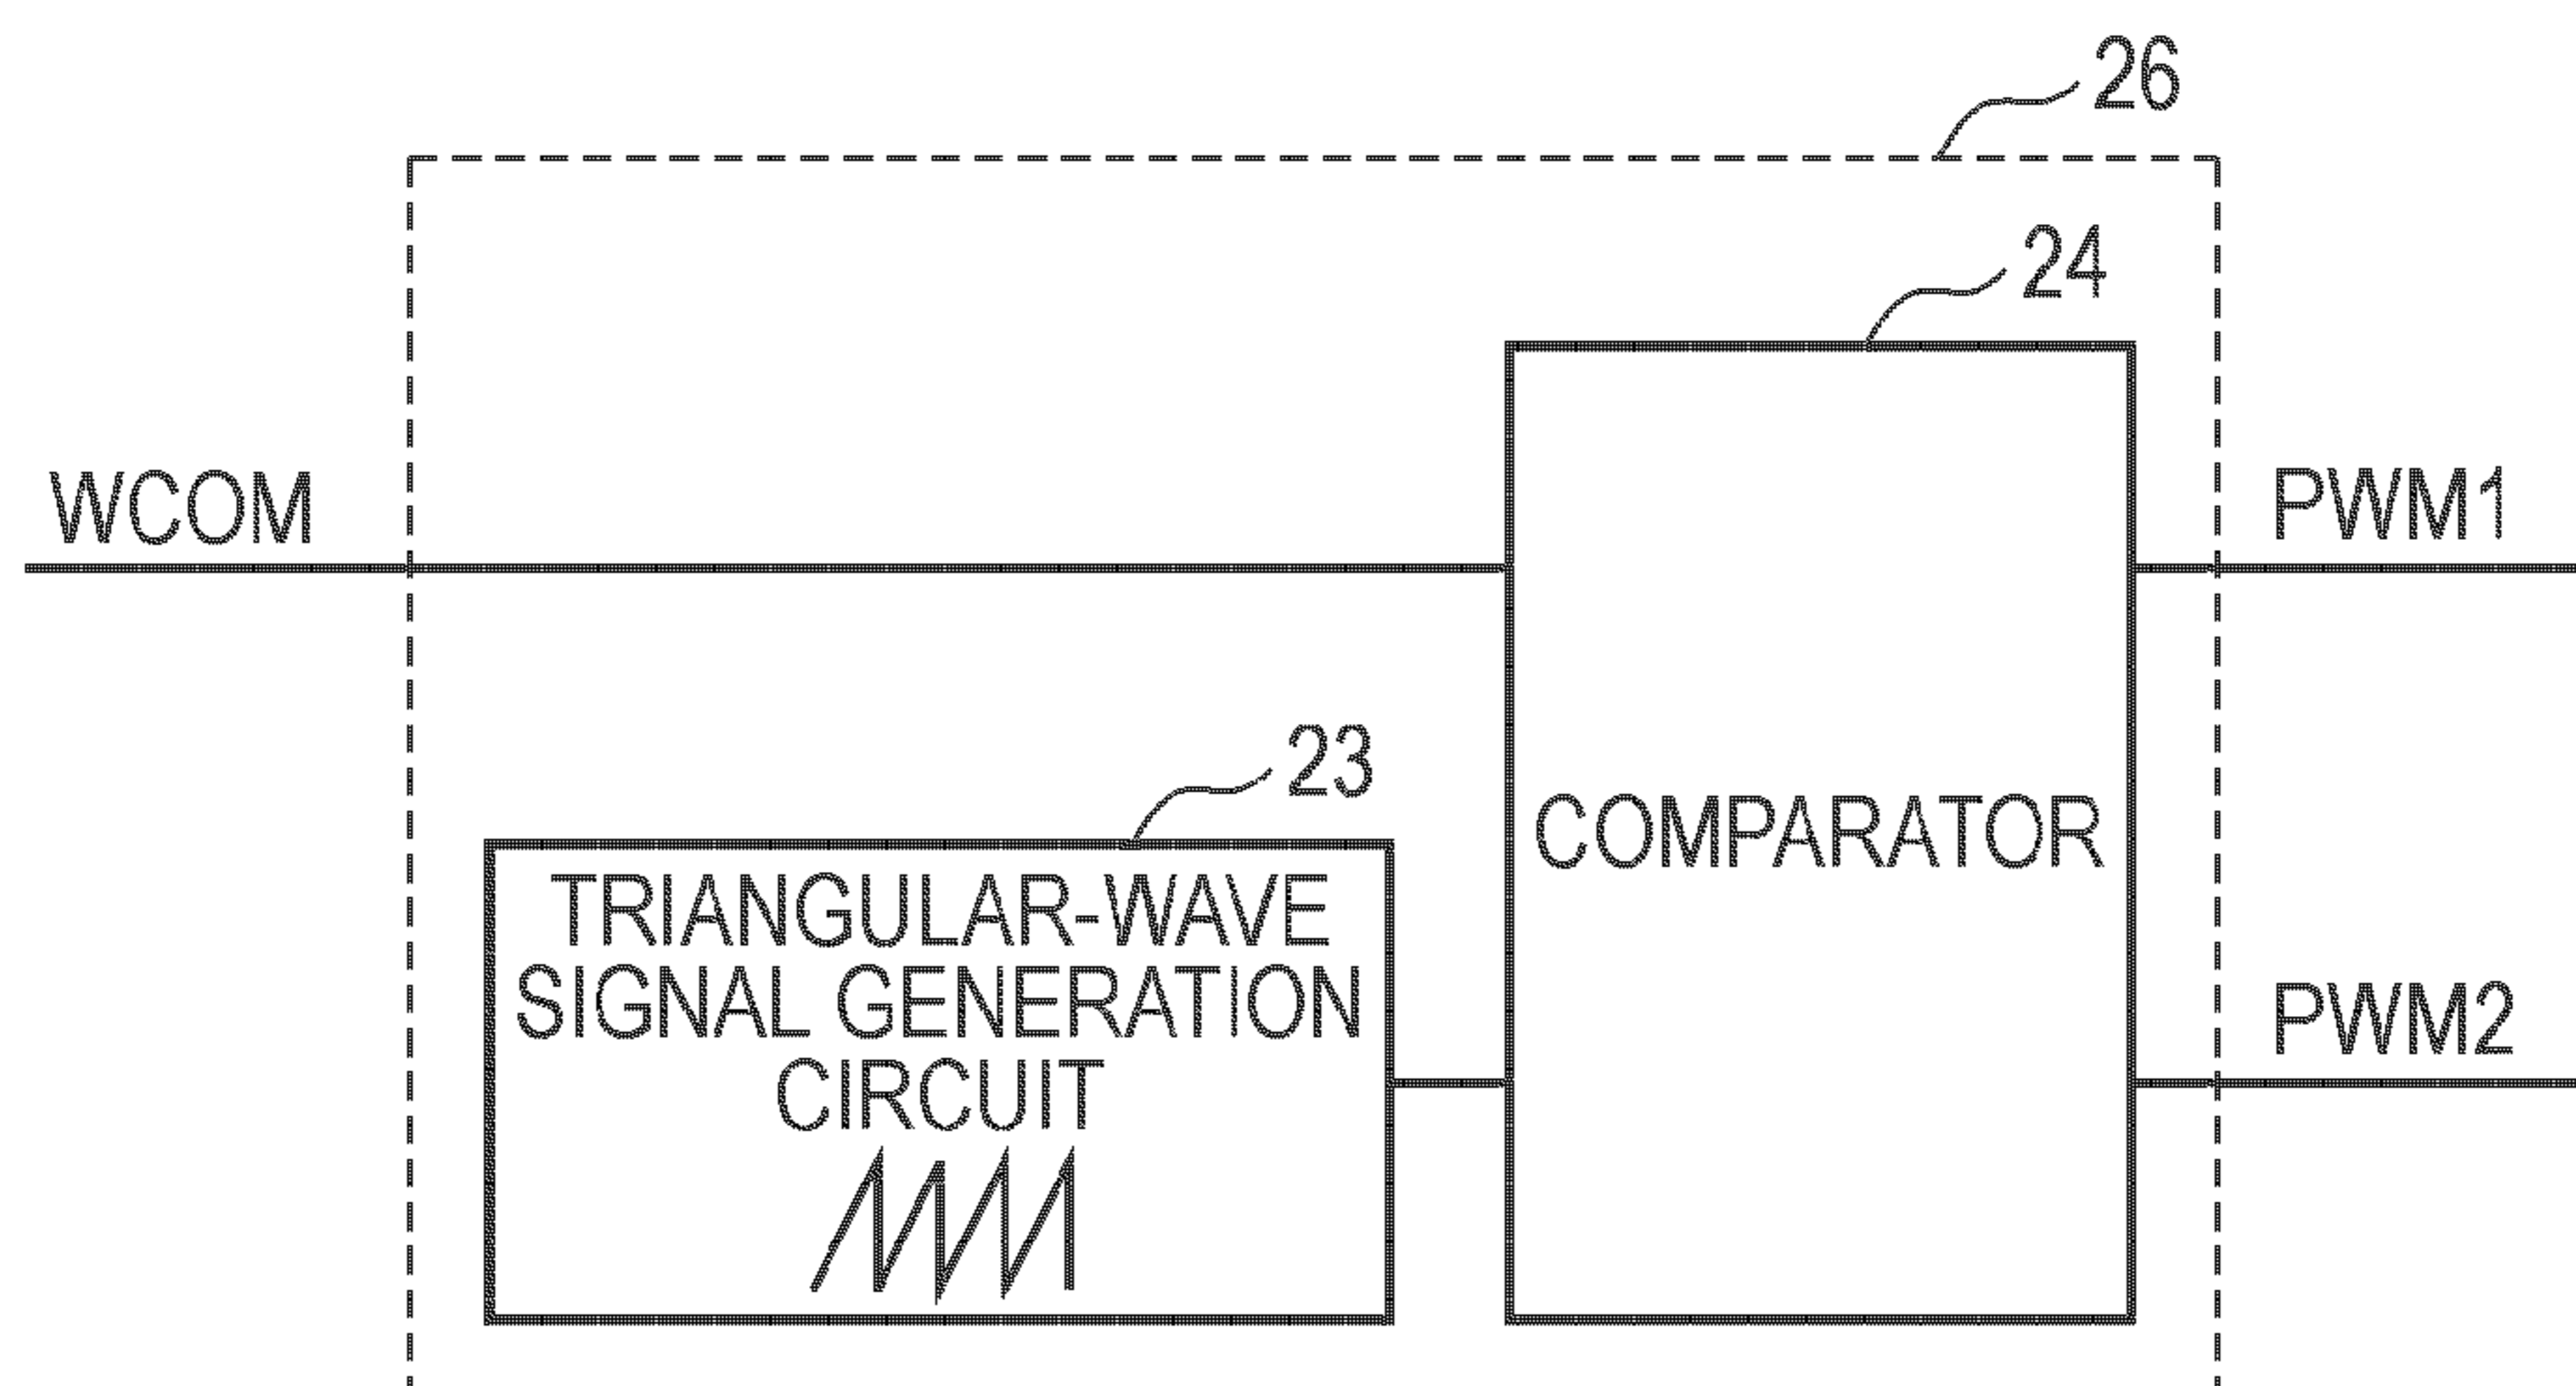 26
24
WCOM
PWM1
23
COMPARATOR
TRIANGULAR-WAVE
SIGNAL GENERATION
CIRCUIT
PWM2